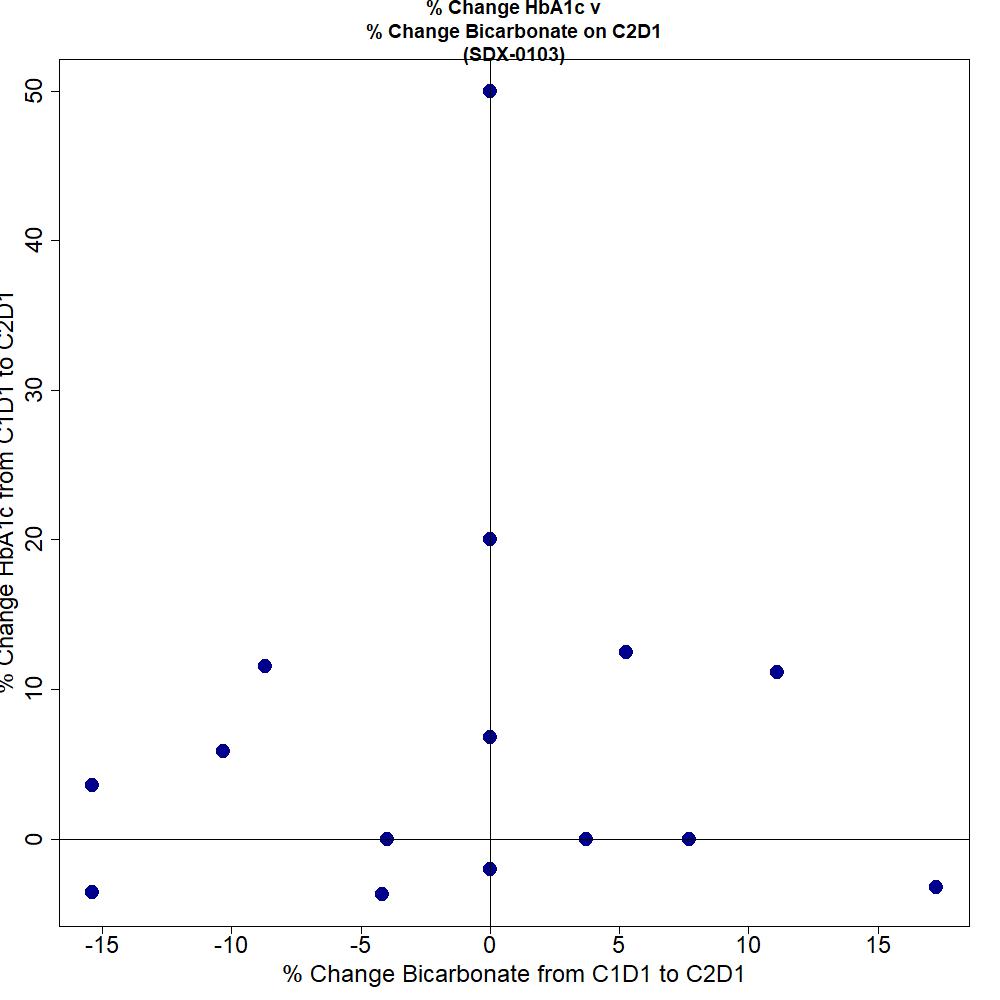 % Change HbA1c v
% Change Bicarbonate on C2D1
(SDX-0103)
50
40
30
20
10
0
% Change HbA1c from C1D1 to C2D1
-15 -10 -5 0 5 10 15
% Change Bicarbonate from C1D1 to C2D1